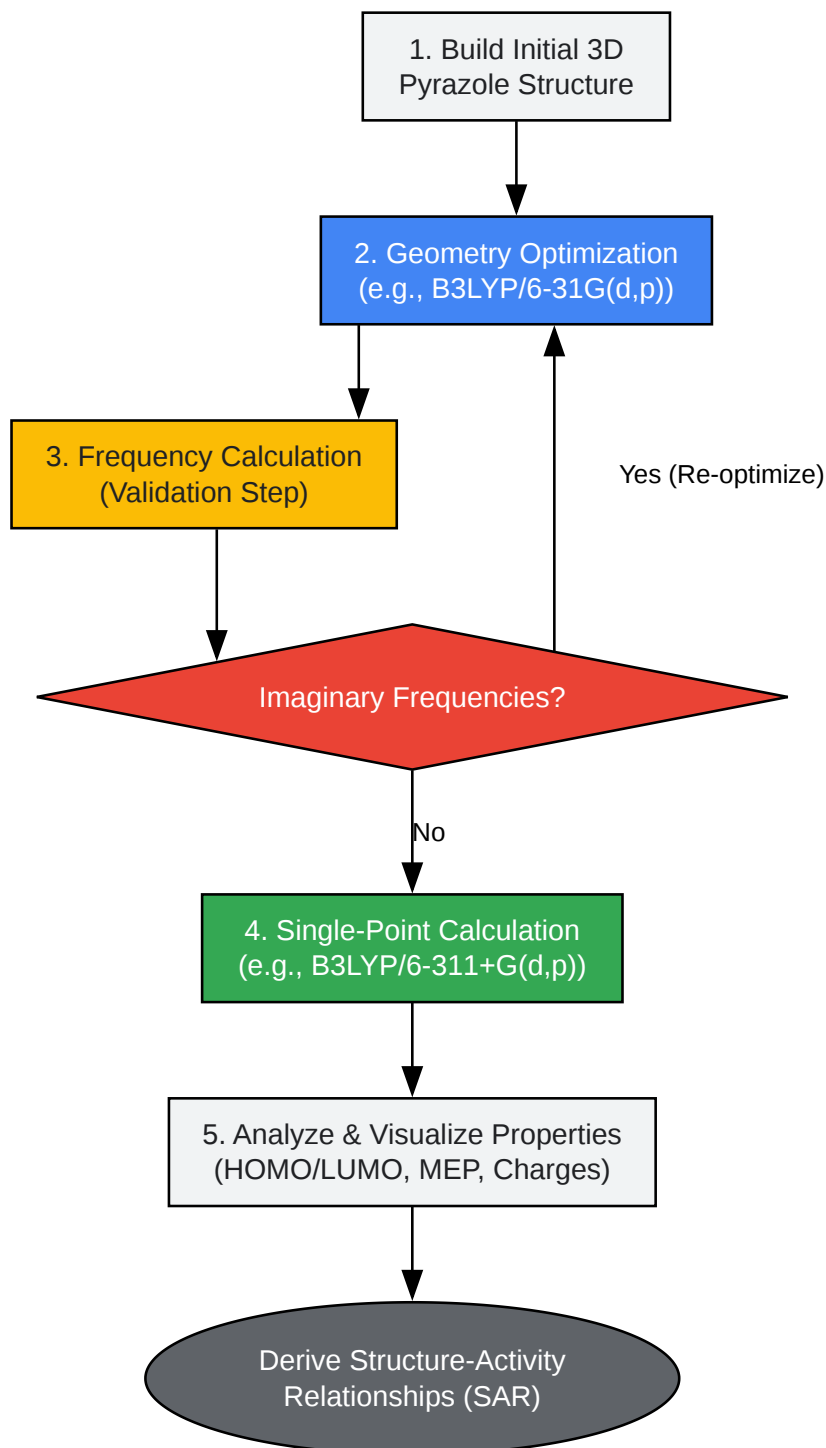 1. Build Initial 3D
Pyrazole Structure
2. Geometry Optimization
(e.g., B3LYP/6-31G(d,p))
3. Frequency Calculation
(Validation Step)
Yes (Re-optimize)
Imaginary Frequencies?
No
4. Single-Point Calculation
(e.g., B3LYP/6-311+G(d,p))
5. Analyze & Visualize Properties
(HOMO/LUMO, MEP, Charges)
Derive Structure-Activity
Relationships (SAR)